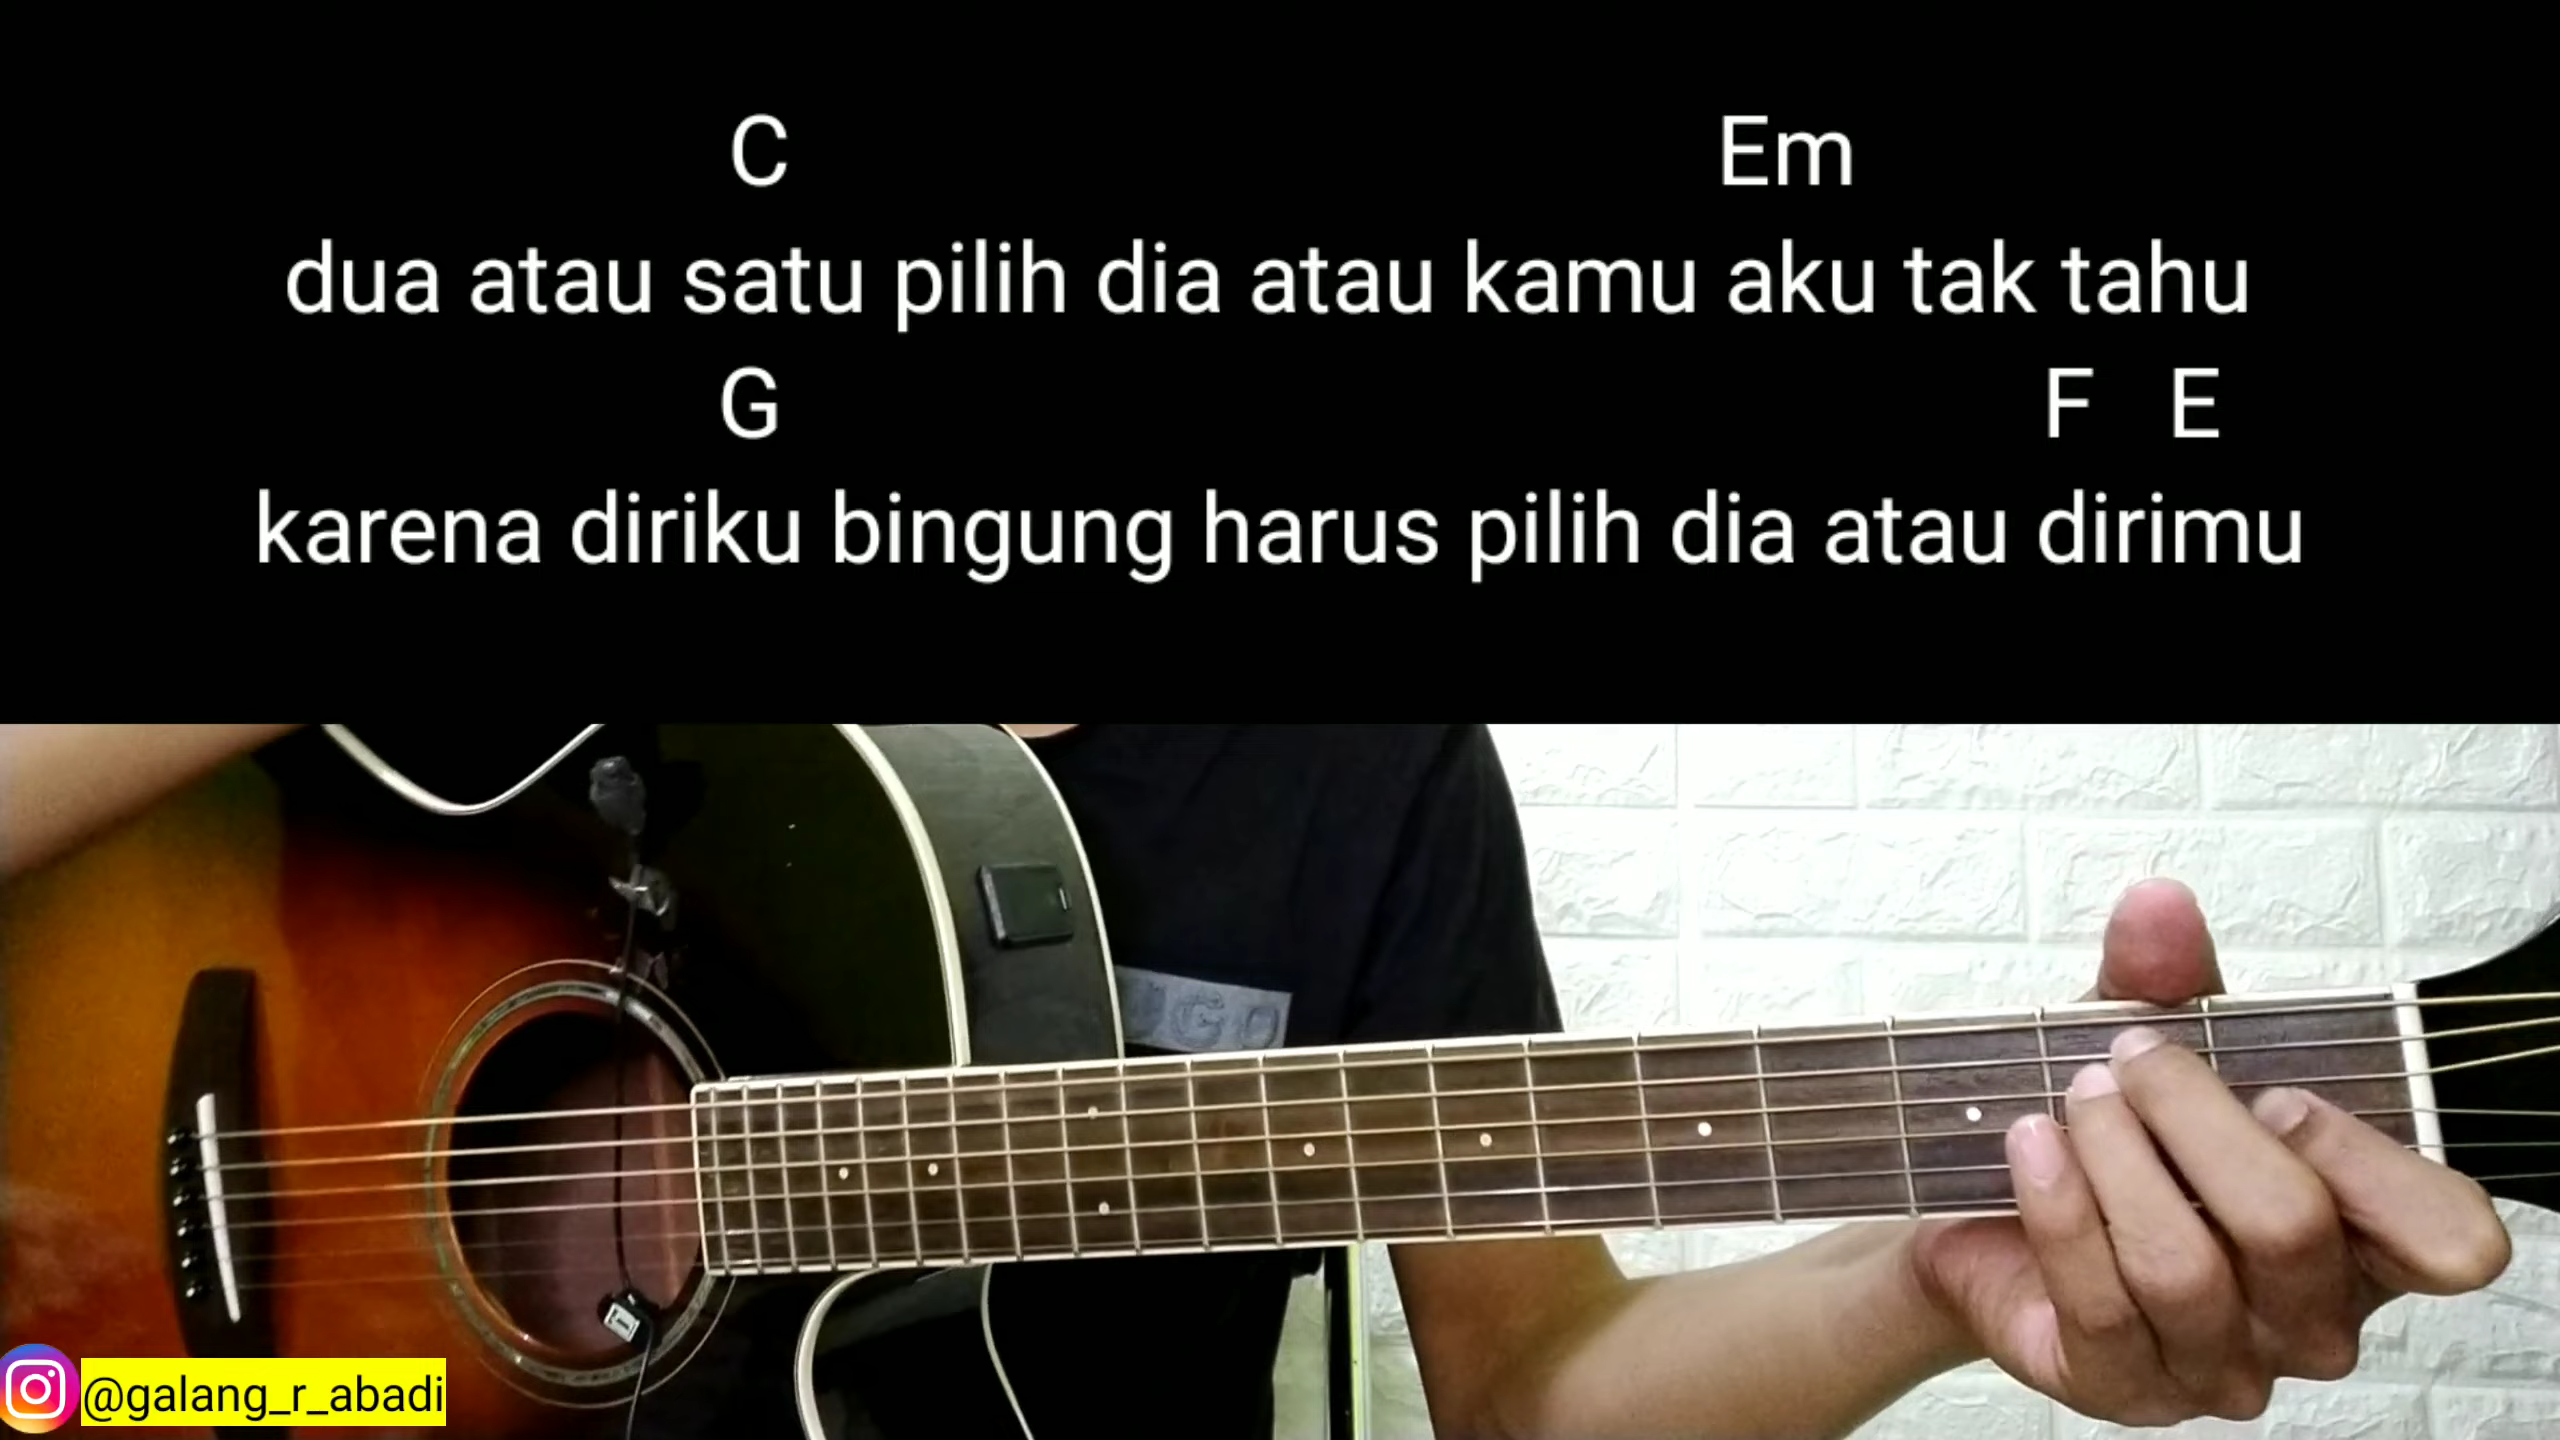 C Em
dua atau satu pilih dia atau kamu aku tak tahu
G F E
karena diriku bingung harus pilih dia atau dirimu
@galang_r_abadi